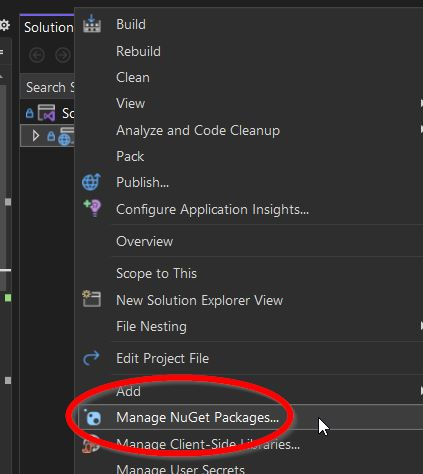 Solution
Search S
So
Build
Rebuild
Clean
View
Analyze and Code Cleanup
Pack
Publish...
Configure Application Insights...
Overview
Scope to This
New Solution Explorer View
File Nesting
Edit Project File
Add
Manage NuGet Packages...
Manage Client-Side Libraries...
Manage User Secrets